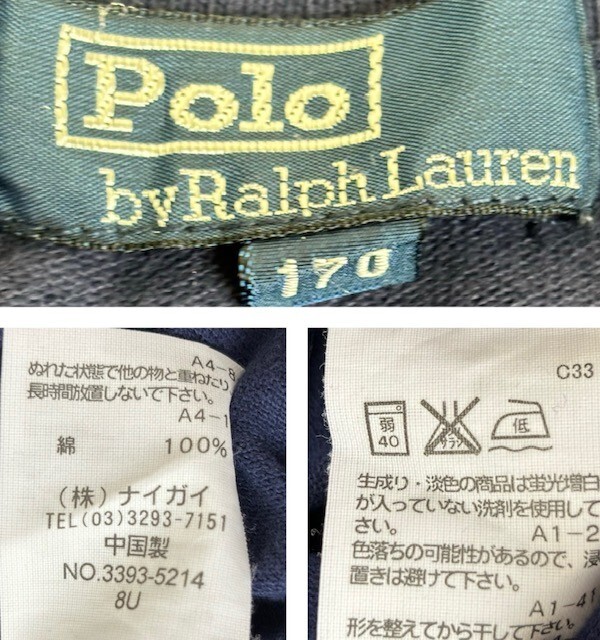 Polo
by Ralph Lauren
170
A4-8
ぬれた状態で他の物と重ねたり
長時間放置しないで下さい。
A4-1
綿 100%
(株)ナイガイ
TEL(03)3293-7151
中国製
NO.3393-5214
8U
C33
弱
40
低
生成り・淡色の商品は蛍光増白
が入っていない洗剤を使用して
さい。
A1-2
色落ちの可能性があるので、浸
置きは避けて下さい。
A1-41
形を整えてから干して下さい。